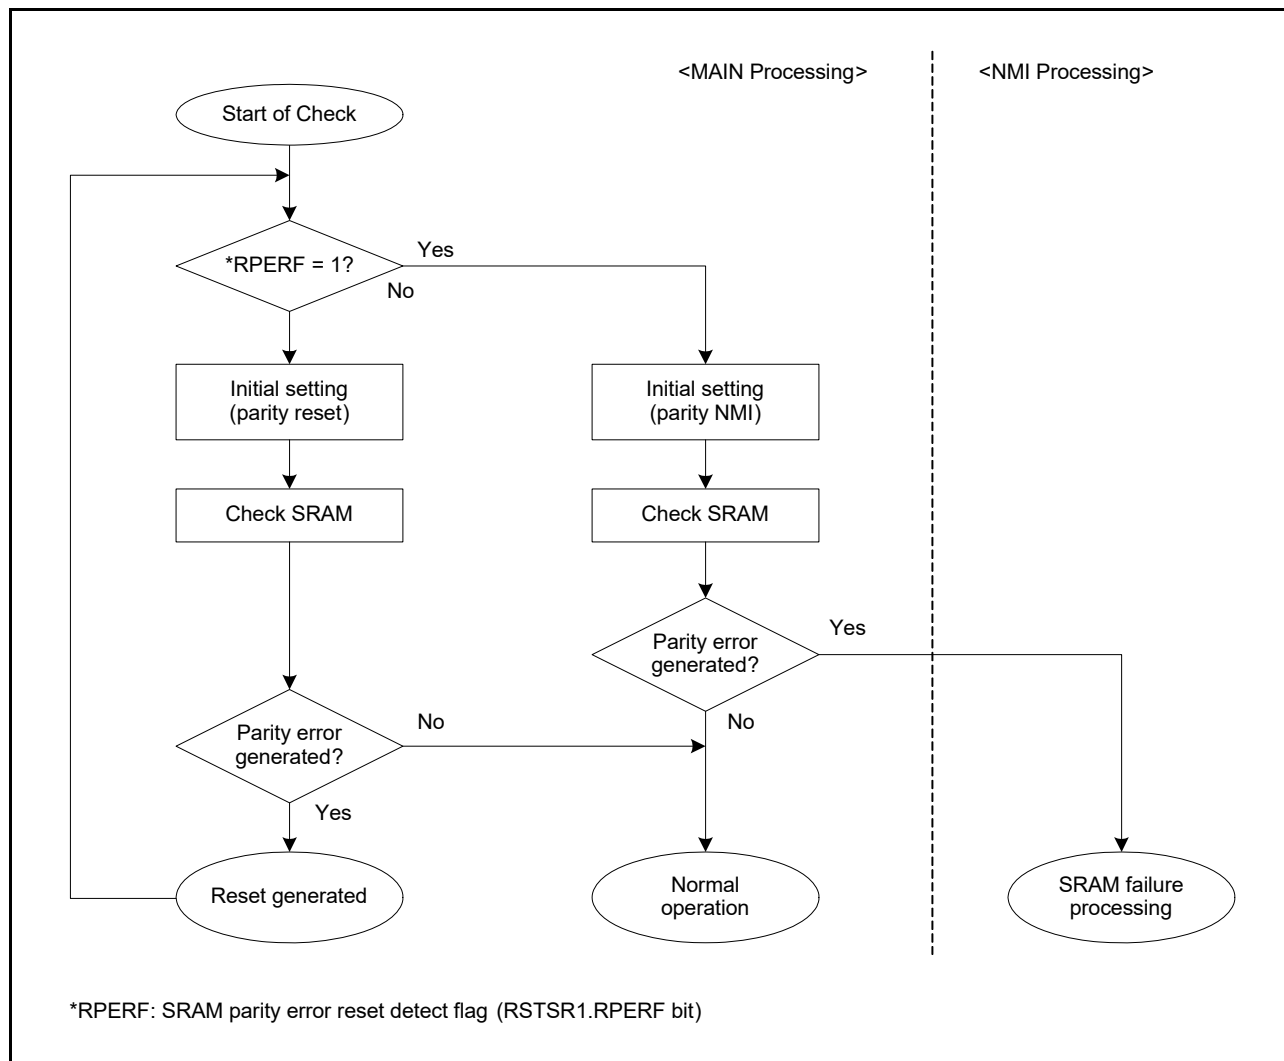 <MAIN Processing>
<NMI Processing>
Start of Check
Yes
*RPERF = 1?
No
Initial setting
(parity reset)
Initial setting
(parity NMI)
Check SRAM
Check SRAM
Parity error
generated?
Yes
No
Parity error
generated?
No
Yes
Reset generated
Normal
operation
SRAM failure
processing
*RPERF: SRAM parity error reset detect flag (RSTSR1.RPERF bit)